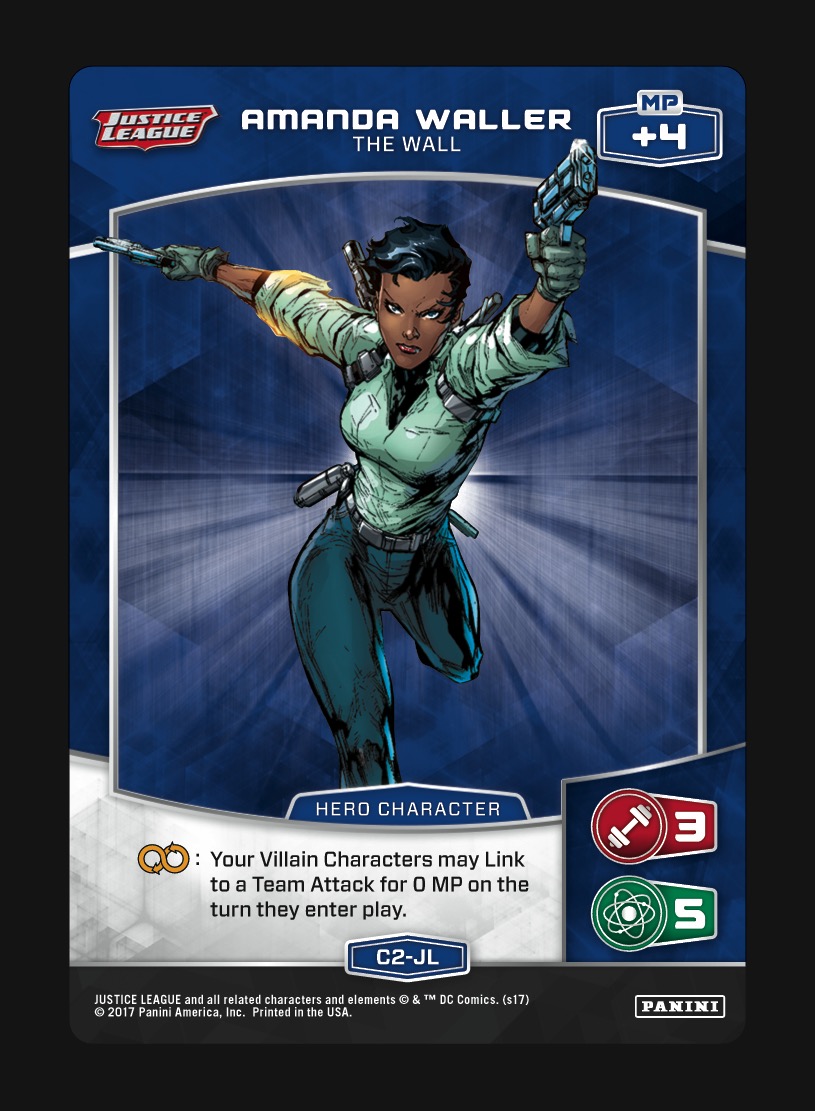 JUSTICE
LEAGUE
AMANDA WALLER
THE WALL
MP
+4
HERO CHARACTER
: Your Villain Characters may Link
to a Team Attack for 0 MP on the
turn they enter play.
3
5
C2-JL
JUSTICE LEAGUE and all related characters and elements © & ™ DC Comics. (s17)
© 2017 Panini America, Inc. Printed in the USA.
PANINI